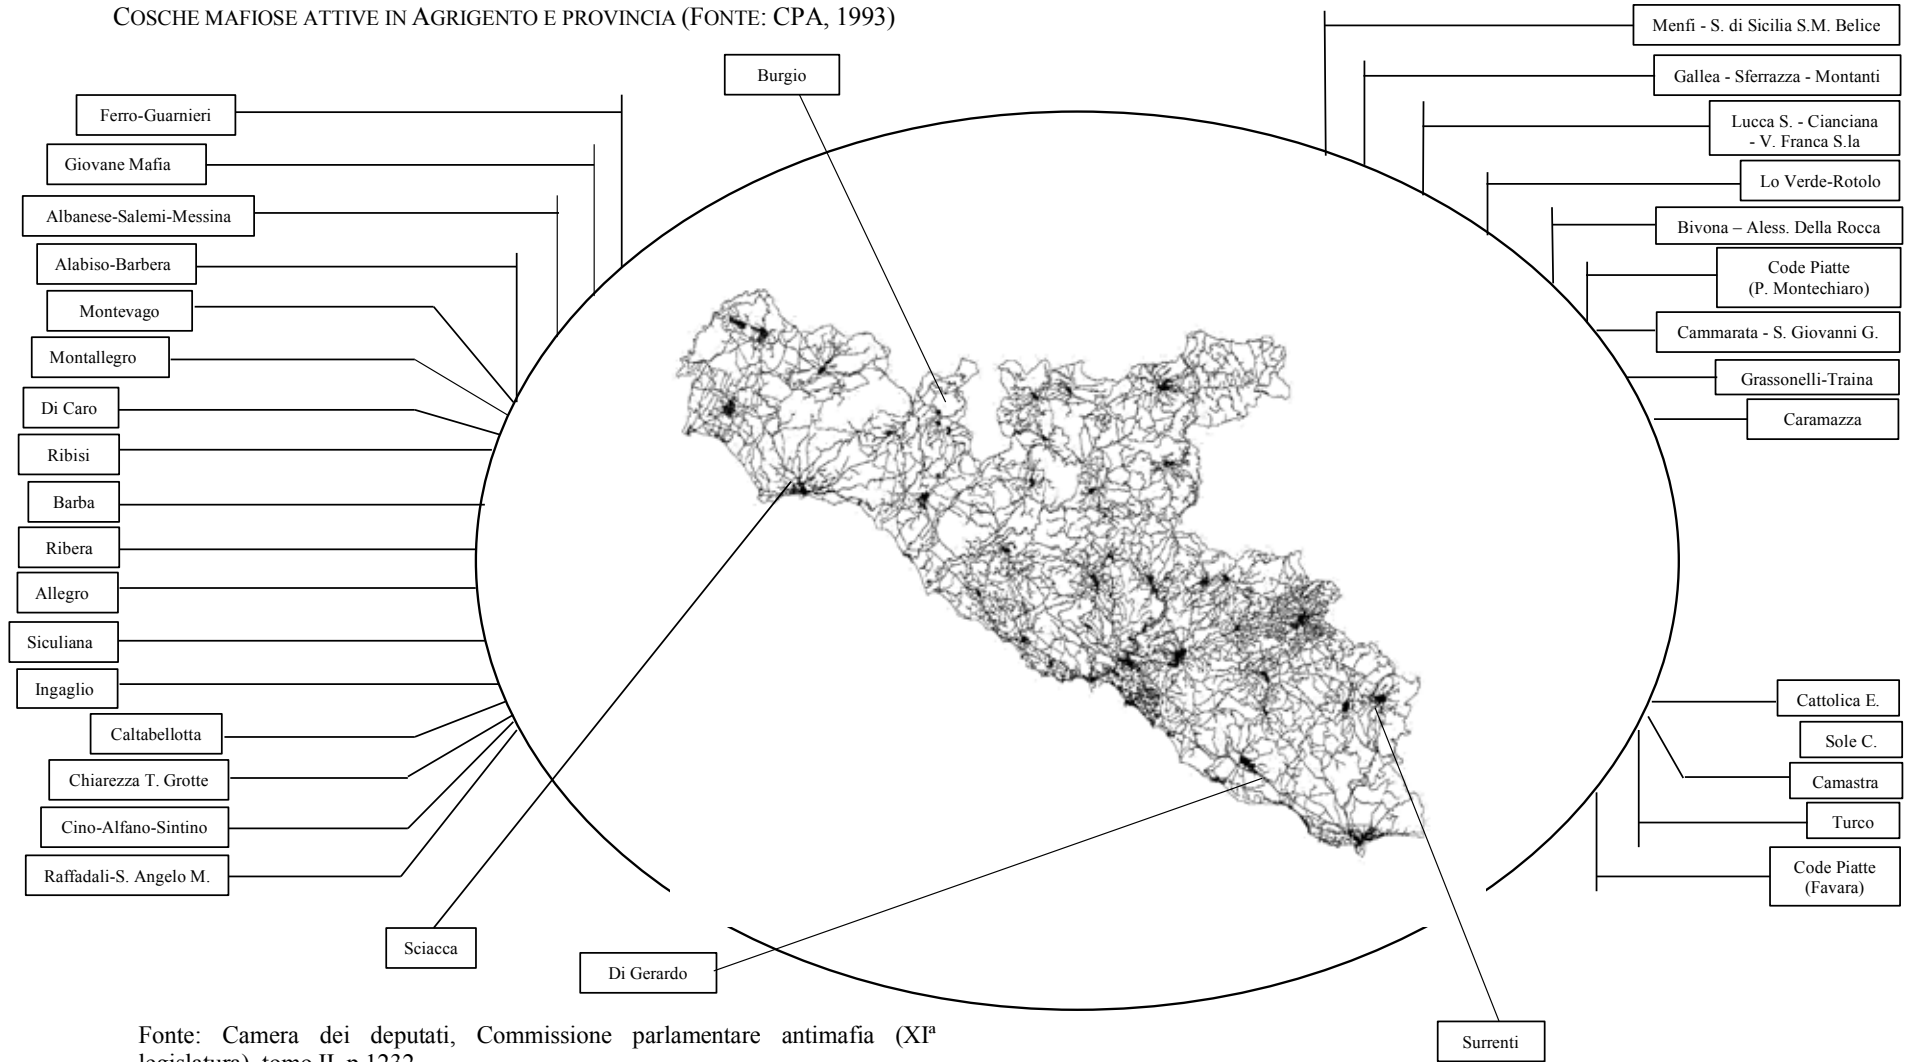 COSCHE MAFIOSE ATTIVE IN AGRIGENTO E PROVINCIA (FONTE: CPA, 1993)
Burgio
Ferro-Guarnieri
Giovane Mafia
Albanese-Salemi-Messina
Alabiso-Barbera
Montevago
Montallegro
Di Caro
Ribisi
Barba
Ribera
Allegro
Siculiana
Ingaglio
Caltabellotta
Chiarezza T. Grotte
Cino-Alfano-Sintino
Raffadali-S. Angelo M.
Sciacca
Di Gerardo
Surrenti
Menfi - S. di Sicilia S.M. Belice
Gallea - Sferrazza - Montanti
Lucca S. - Cianciana
- V. Franca S.la
Lo Verde-Rotolo
Bivona – Aless. Della Rocca
Code Piatte
(P. Montechiaro)
Cammarata - S. Giovanni G.
Grassonelli-Traina
Caramazza
Cattolica E.
Sole C.
Camastra
Turco
Code Piatte
(Favara)
Fonte: Camera dei deputati, Commissione parlamentare antimafia (XIª
legislatura), tomo II, p.1232